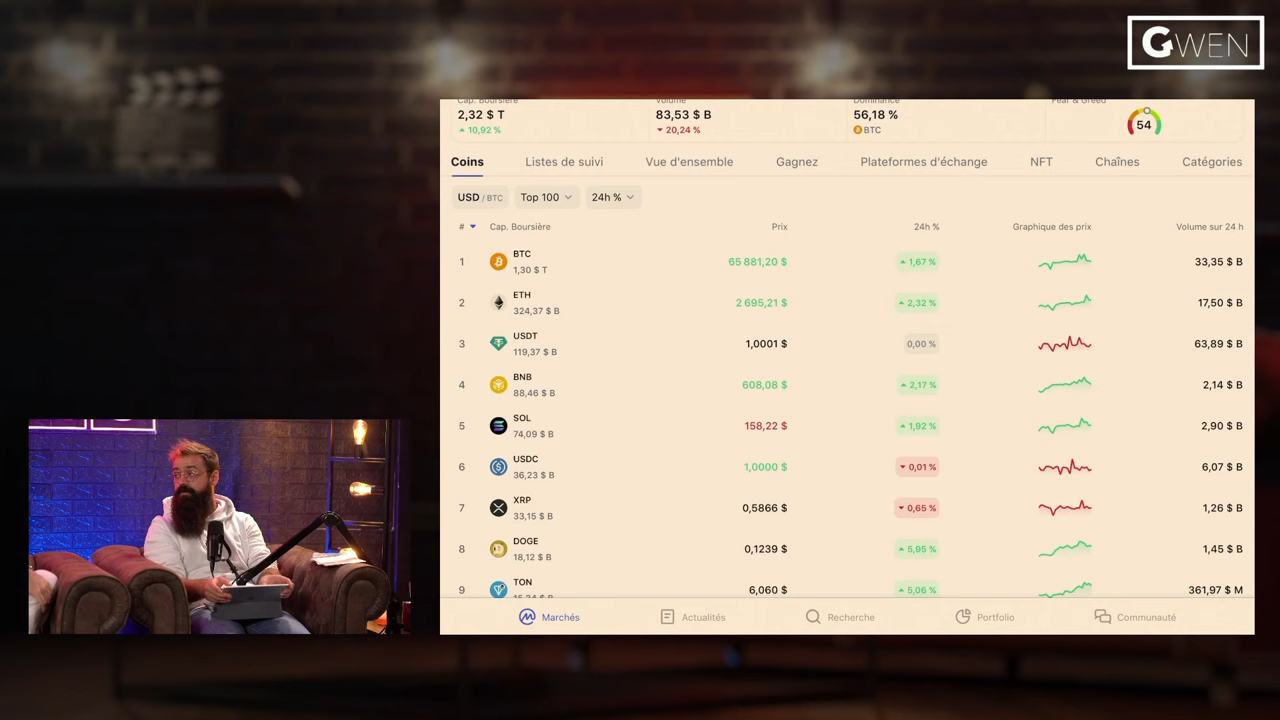 GWEN
Cap. Boursière Volume Dominance Fear & Greed
2,32 $ T 83,53 $ B 56,18 % 54
10,92 % 20,24 % BTC
Coins Listes de suivi Vue d'ensemble Gagnez Plateformes d'échange NFT Chaînes Catégories
USD / BTC Top 100 24h %
# Cap. Boursière Prix 24h % Graphique des prix Volume sur 24 h
1 BTC 65 881,20 $ 1,67 % 33,35 $ B
1,30 $ T
2 ETH 2 695,21 $ 2,32 % 17,50 $ B
324,37 $ B
3 USDT 1,0001 $ 0,00 % 63,89 $ B
119,37 $ B
4 BNB 608,08 $ 2,17 % 2,14 $ B
88,46 $ B
5 SOL 158,22 $ 1,92 % 2,90 $ B
74,09 $ B
6 USDC 1,0000 $ 0,01 % 6,07 $ B
36,23 $ B
7 XRP 0,5866 $ 0,65 % 1,26 $ B
33,15 $ B
8 DOGE 0,1239 $ 5,95 % 1,45 $ B
18,12 $ B
9 TON 6,060 $ 5,06 % 361,97 $ M
Marchés Actualités Recherche Portfolio Communauté